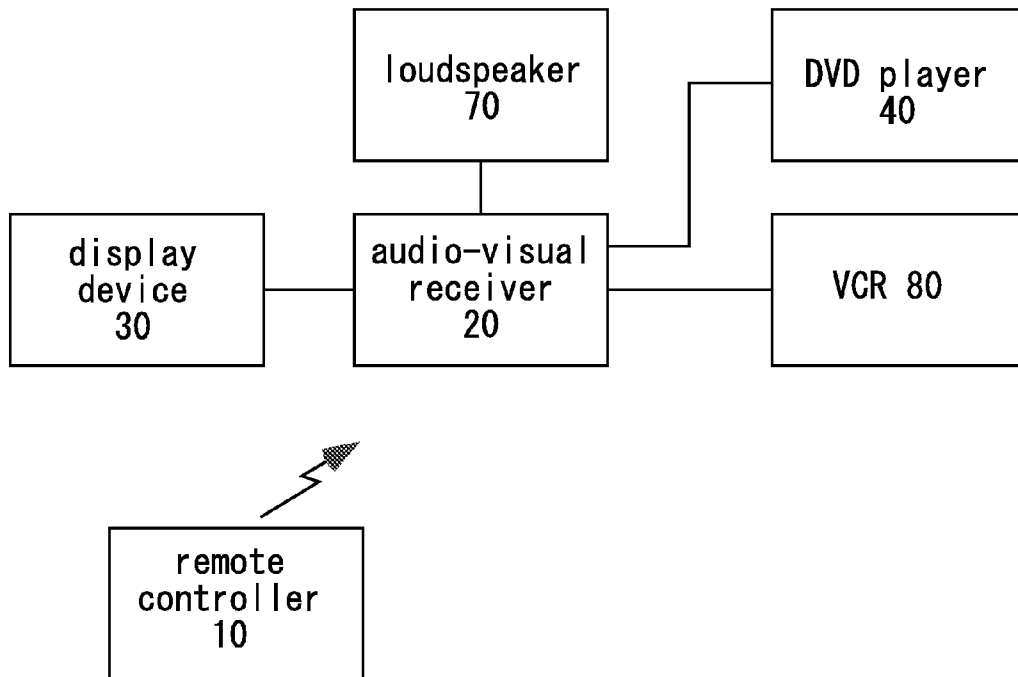 loudspeaker
70
DVD player
40
display
device
30
audio-visual
receiver
20
VCR 80
remote
controller
10